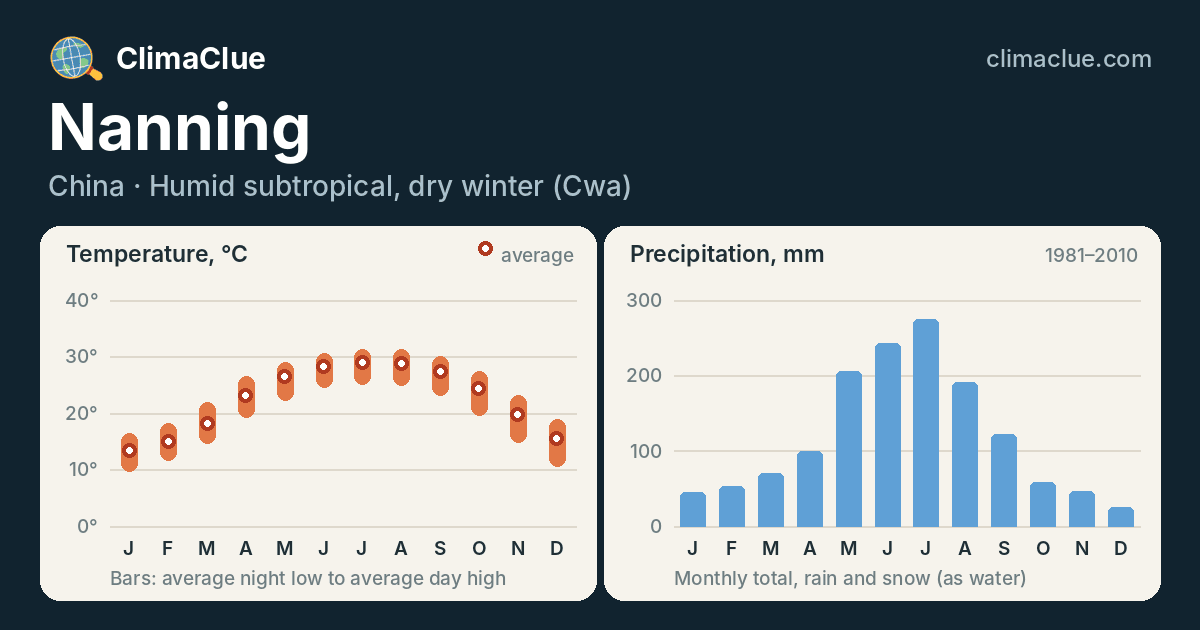 ClimaClue
climaclue.com
Nanning
China · Humid subtropical, dry winter (Cwa)
Temperature, °C
average
40°
30°
20°
10°
0°
J F M A M J J A S O N D
Bars: average night low to average day high
Precipitation, mm
1981–2010
300
200
100
0
J F M A M J J A S O N D
Monthly total, rain and snow (as water)